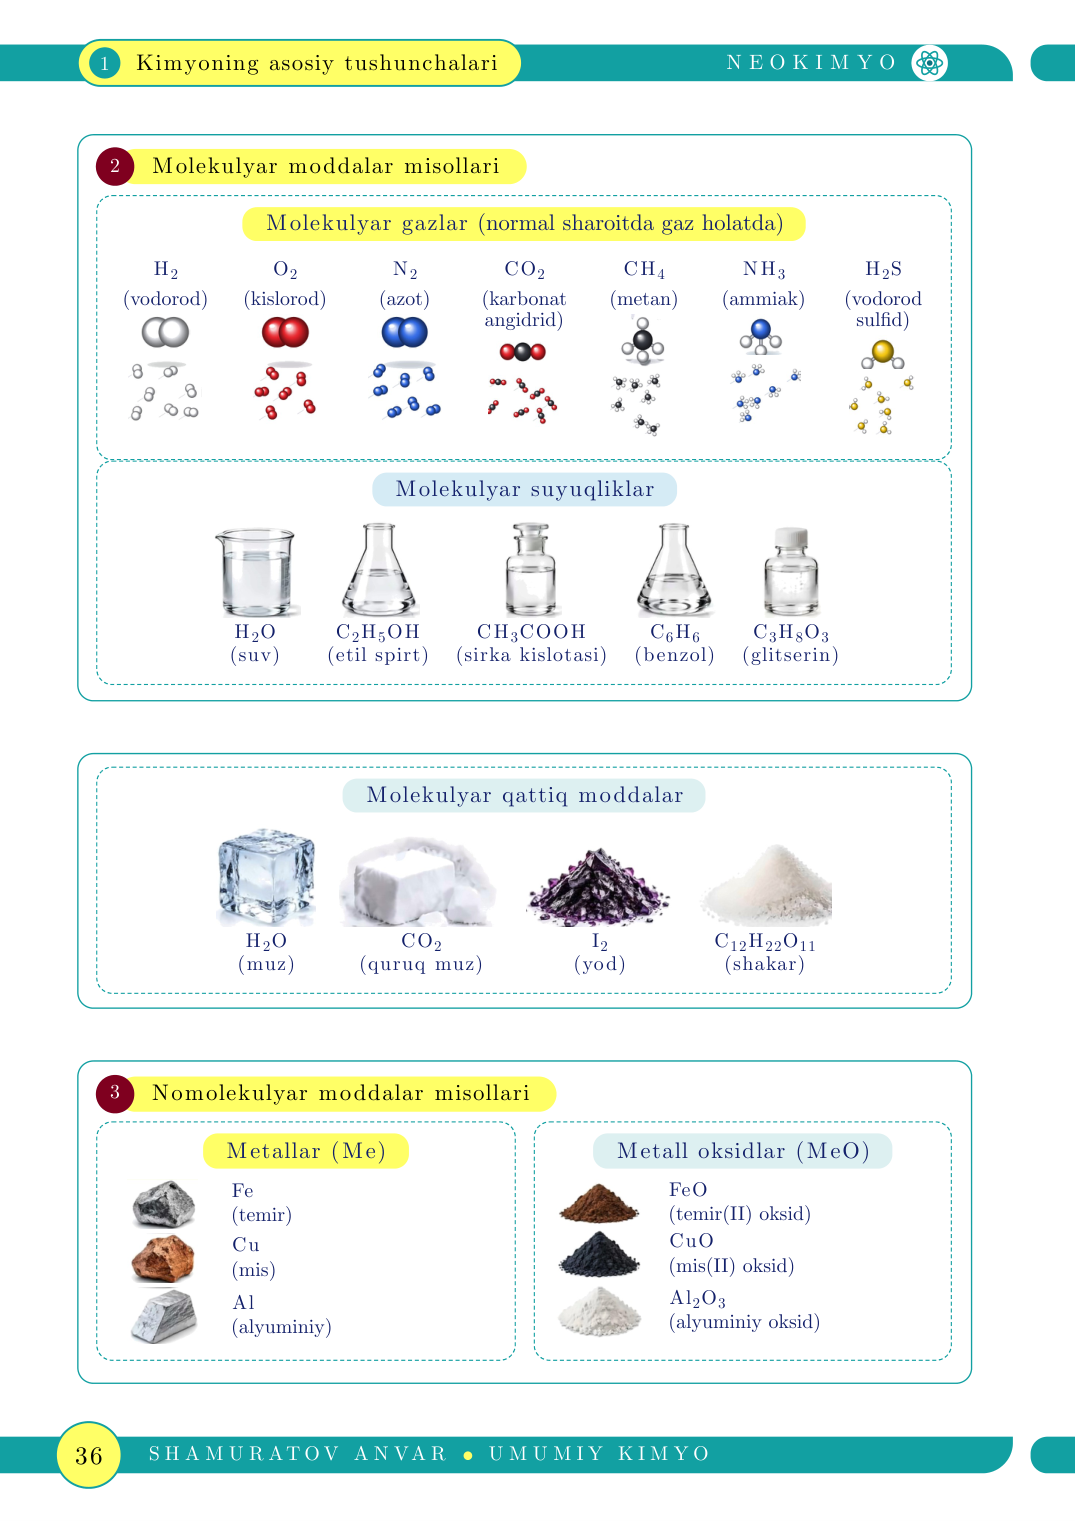 1 Kimyoning asosiy tushunchalari
NEOKIMYO
2 Molekulyar moddalar misollari
Molekulyar gazlar (normal sharoitda gaz holatda)
H₂ O₂ N₂ CO₂ CH₄ NH₃ H₂S
(vodorod) (kislorod) (azot) (karbonat (metan) (ammiak) (vodorod
angidrid) sulfid)
Molekulyar suyuqliklar
H₂O C₂H₅OH CH₃COOH C₆H₆ C₃H₈O₃
(suv) (etil spirt) (sirka kislotasi) (benzol) (glitserin)
Molekulyar qattiq moddalar
H₂O CO₂ I₂ C₁₂H₂₂O₁₁
(muz) (quruq muz) (yod) (shakar)
3 Nomolekulyar moddalar misollari
Metallar (Me)
Fe
(temir)
Cu
(mis)
Al
(alyuminiy)
Metall oksidlar (MeO)
FeO
(temir(II) oksid)
CuO
(mis(II) oksid)
Al₂O₃
(alyuminiy oksid)
36 SHAMURATOV ANVAR • UMUMIY KIMYO